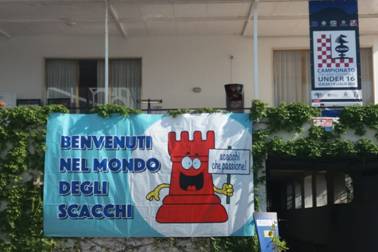 BENVENUTI
NEL MONDO
DEGLI
SCACCHI
scacchi
che passione!
CAMPIONATO
UNDER 16